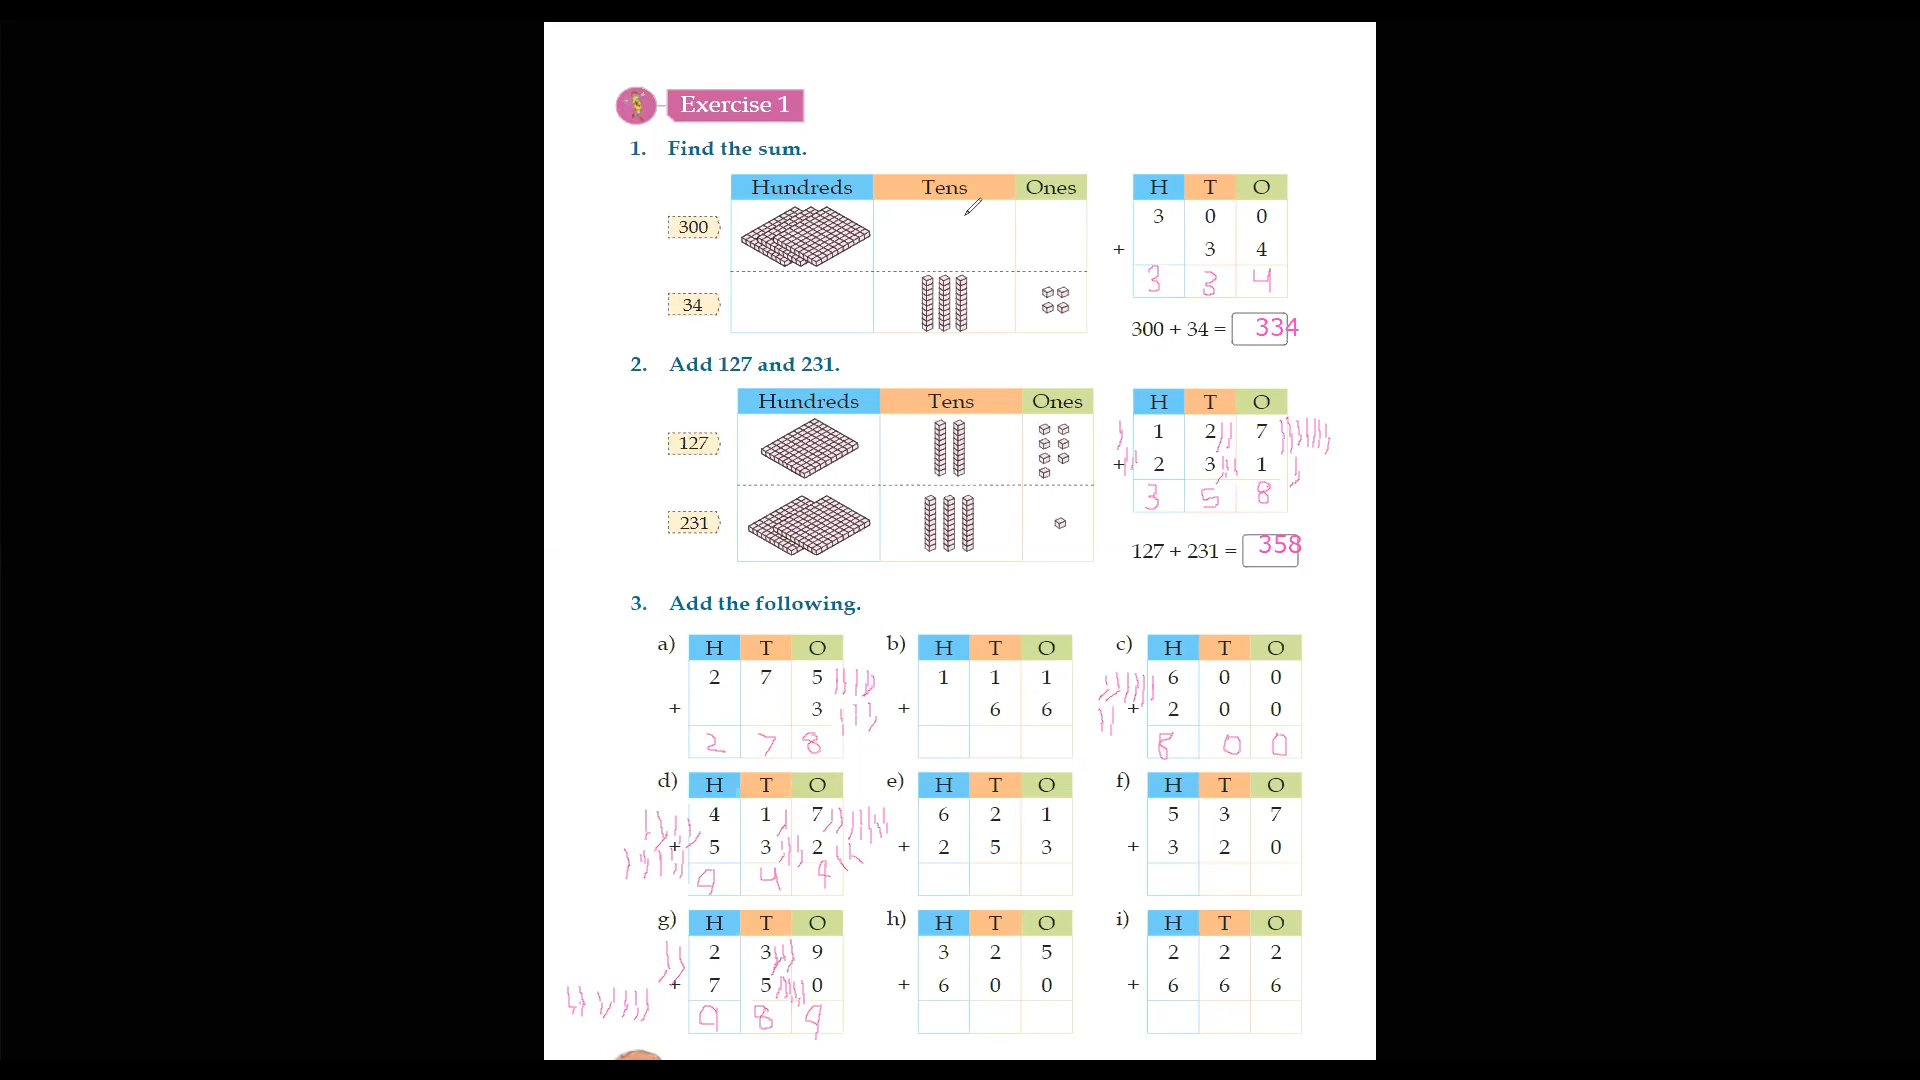 Exercise 1
1. Find the sum.
Hundreds Tens Ones
H T O
300
3 0 0
+ 3 4
34
3 3 4
300 + 34 = 334
2. Add 127 and 231.
Hundreds Tens Ones
H T O
127
1 2 7
+ 2 3 1
231
3 5 8
127 + 231 = 358
3. Add the following.
a) H T O
2 7 5
+ 3
2 7 8
b) H T O
1 1 1
+ 6 6
c) H T O
6 0 0
+ 2 0 0
8 0 0
d) H T O
4 1 7
+ 5 3 2
9 4 9
e) H T O
6 2 1
+ 2 5 3
f) H T O
5 3 7
+ 3 2 0
g) H T O
2 3 9
+ 7 5 0
9 8 9
h) H T O
3 2 5
+ 6 0 0
i) H T O
2 2 2
+ 6 6 6